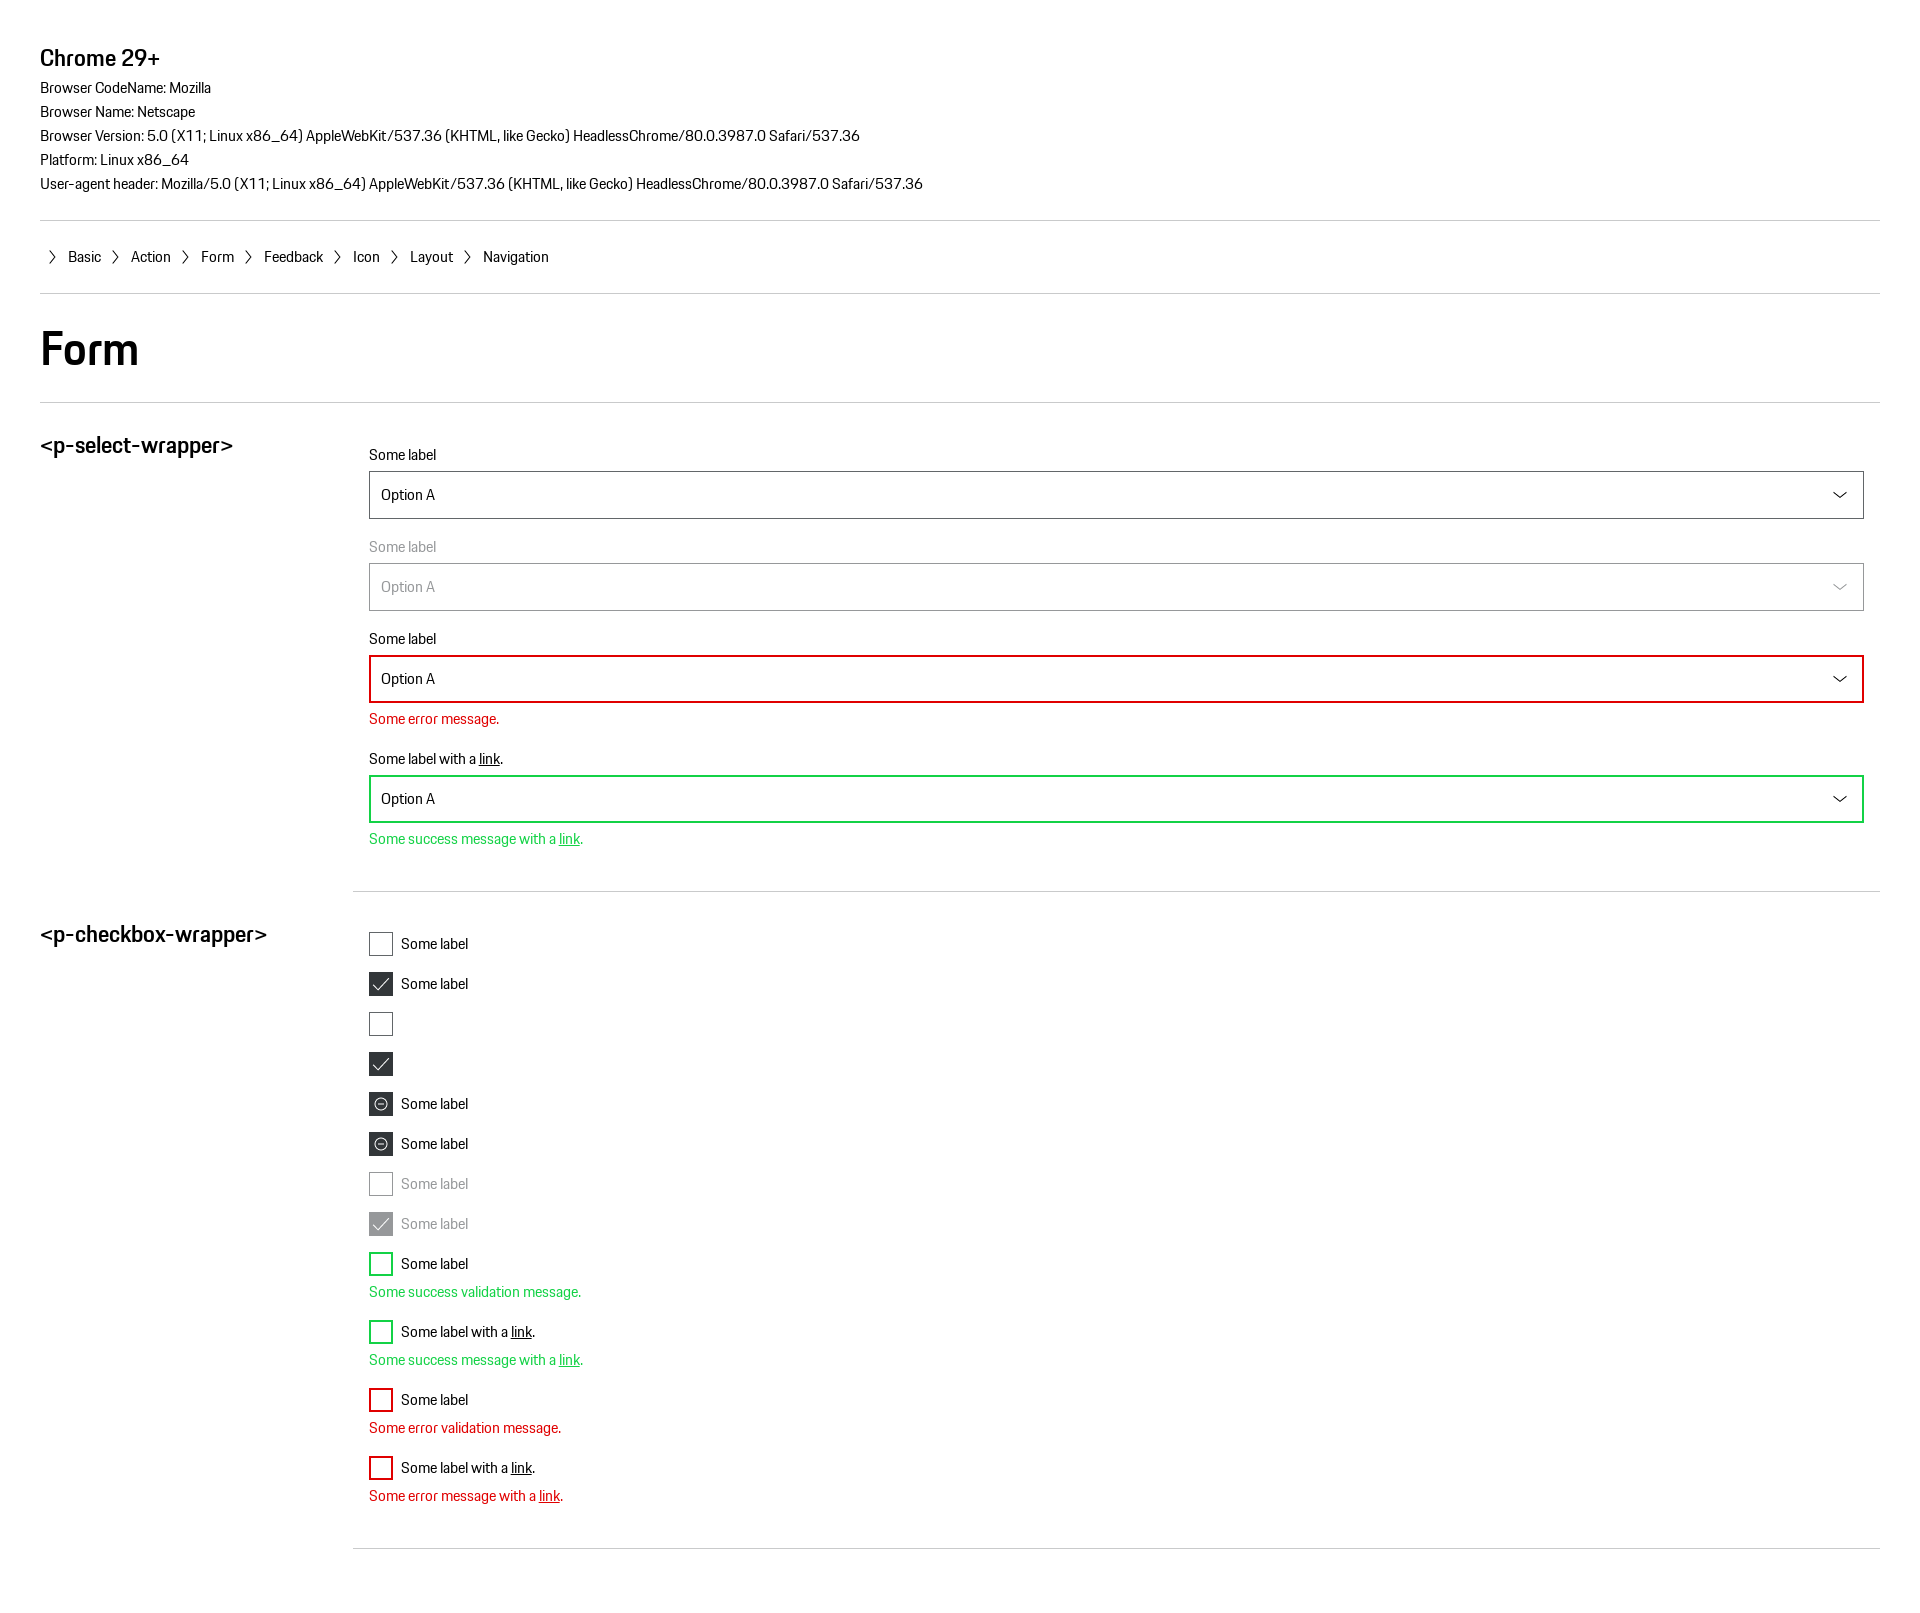 Chrome 29+
Browser CodeName: Mozilla
Browser Name: Netscape
Browser Version: 5.0 (X11; Linux x86_64) AppleWebKit/537.36 (KHTML, like Gecko) HeadlessChrome/80.0.3987.0 Safari/537.36
Platform: Linux x86_64
User-agent header: Mozilla/5.0 (X11; Linux x86_64) AppleWebKit/537.36 (KHTML, like Gecko) HeadlessChrome/80.0.3987.0 Safari/537.36
Basic Action Form Feedback Icon Layout Navigation
Form
<p-select-wrapper>
Some label
Option A
Some label
Option A
Some label
Option A
Some error message.
Some label with a link.
Option A
Some success message with a link.
<p-checkbox-wrapper>
Some label
Some label
Some label
Some label
Some label
Some label
Some label
Some success validation message.
Some label with a link.
Some success message with a link.
Some label
Some error validation message.
Some label with a link.
Some error message with a link.